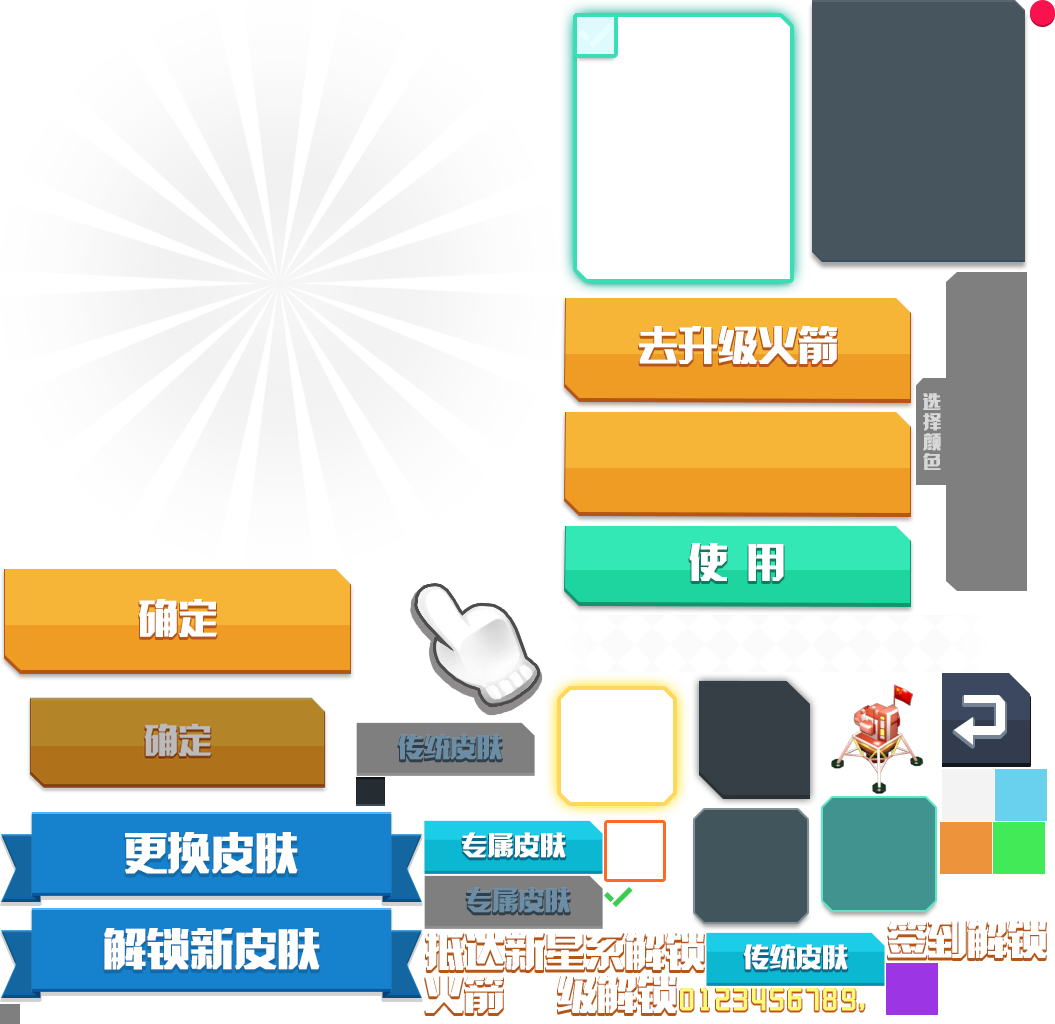 去升级火箭
选择颜色
使 用
确定
确定
传统皮肤
更换皮肤
专属皮肤
专属皮肤
解锁新皮肤
抵达新星系解锁
传统皮肤
签到解锁
火箭 级解锁
0123456789,